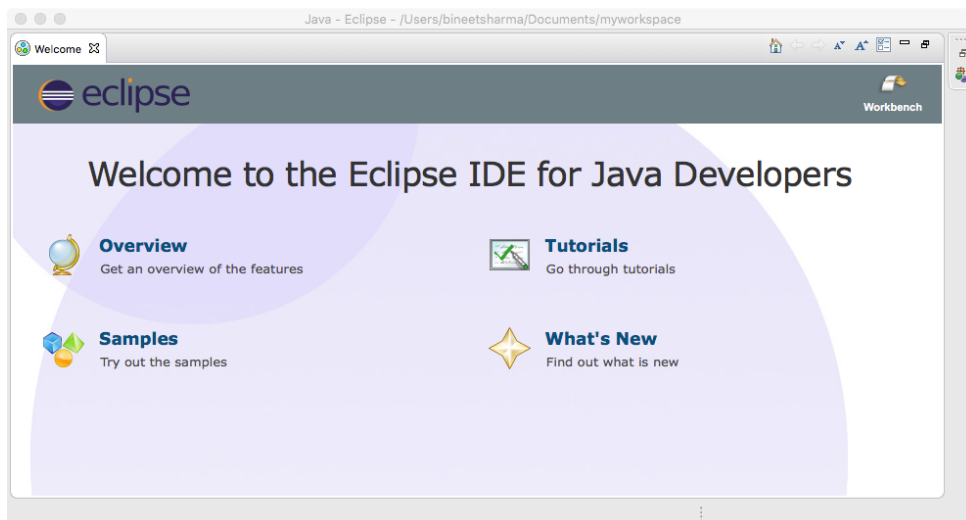 Java - Eclipse - /Users/bineetsharma/Documents/myworkspace
Welcome
eclipse
Workbench
Welcome to the Eclipse IDE for Java Developers
Overview
Get an overview of the features
Tutorials
Go through tutorials
Samples
Try out the samples
What's New
Find out what is new